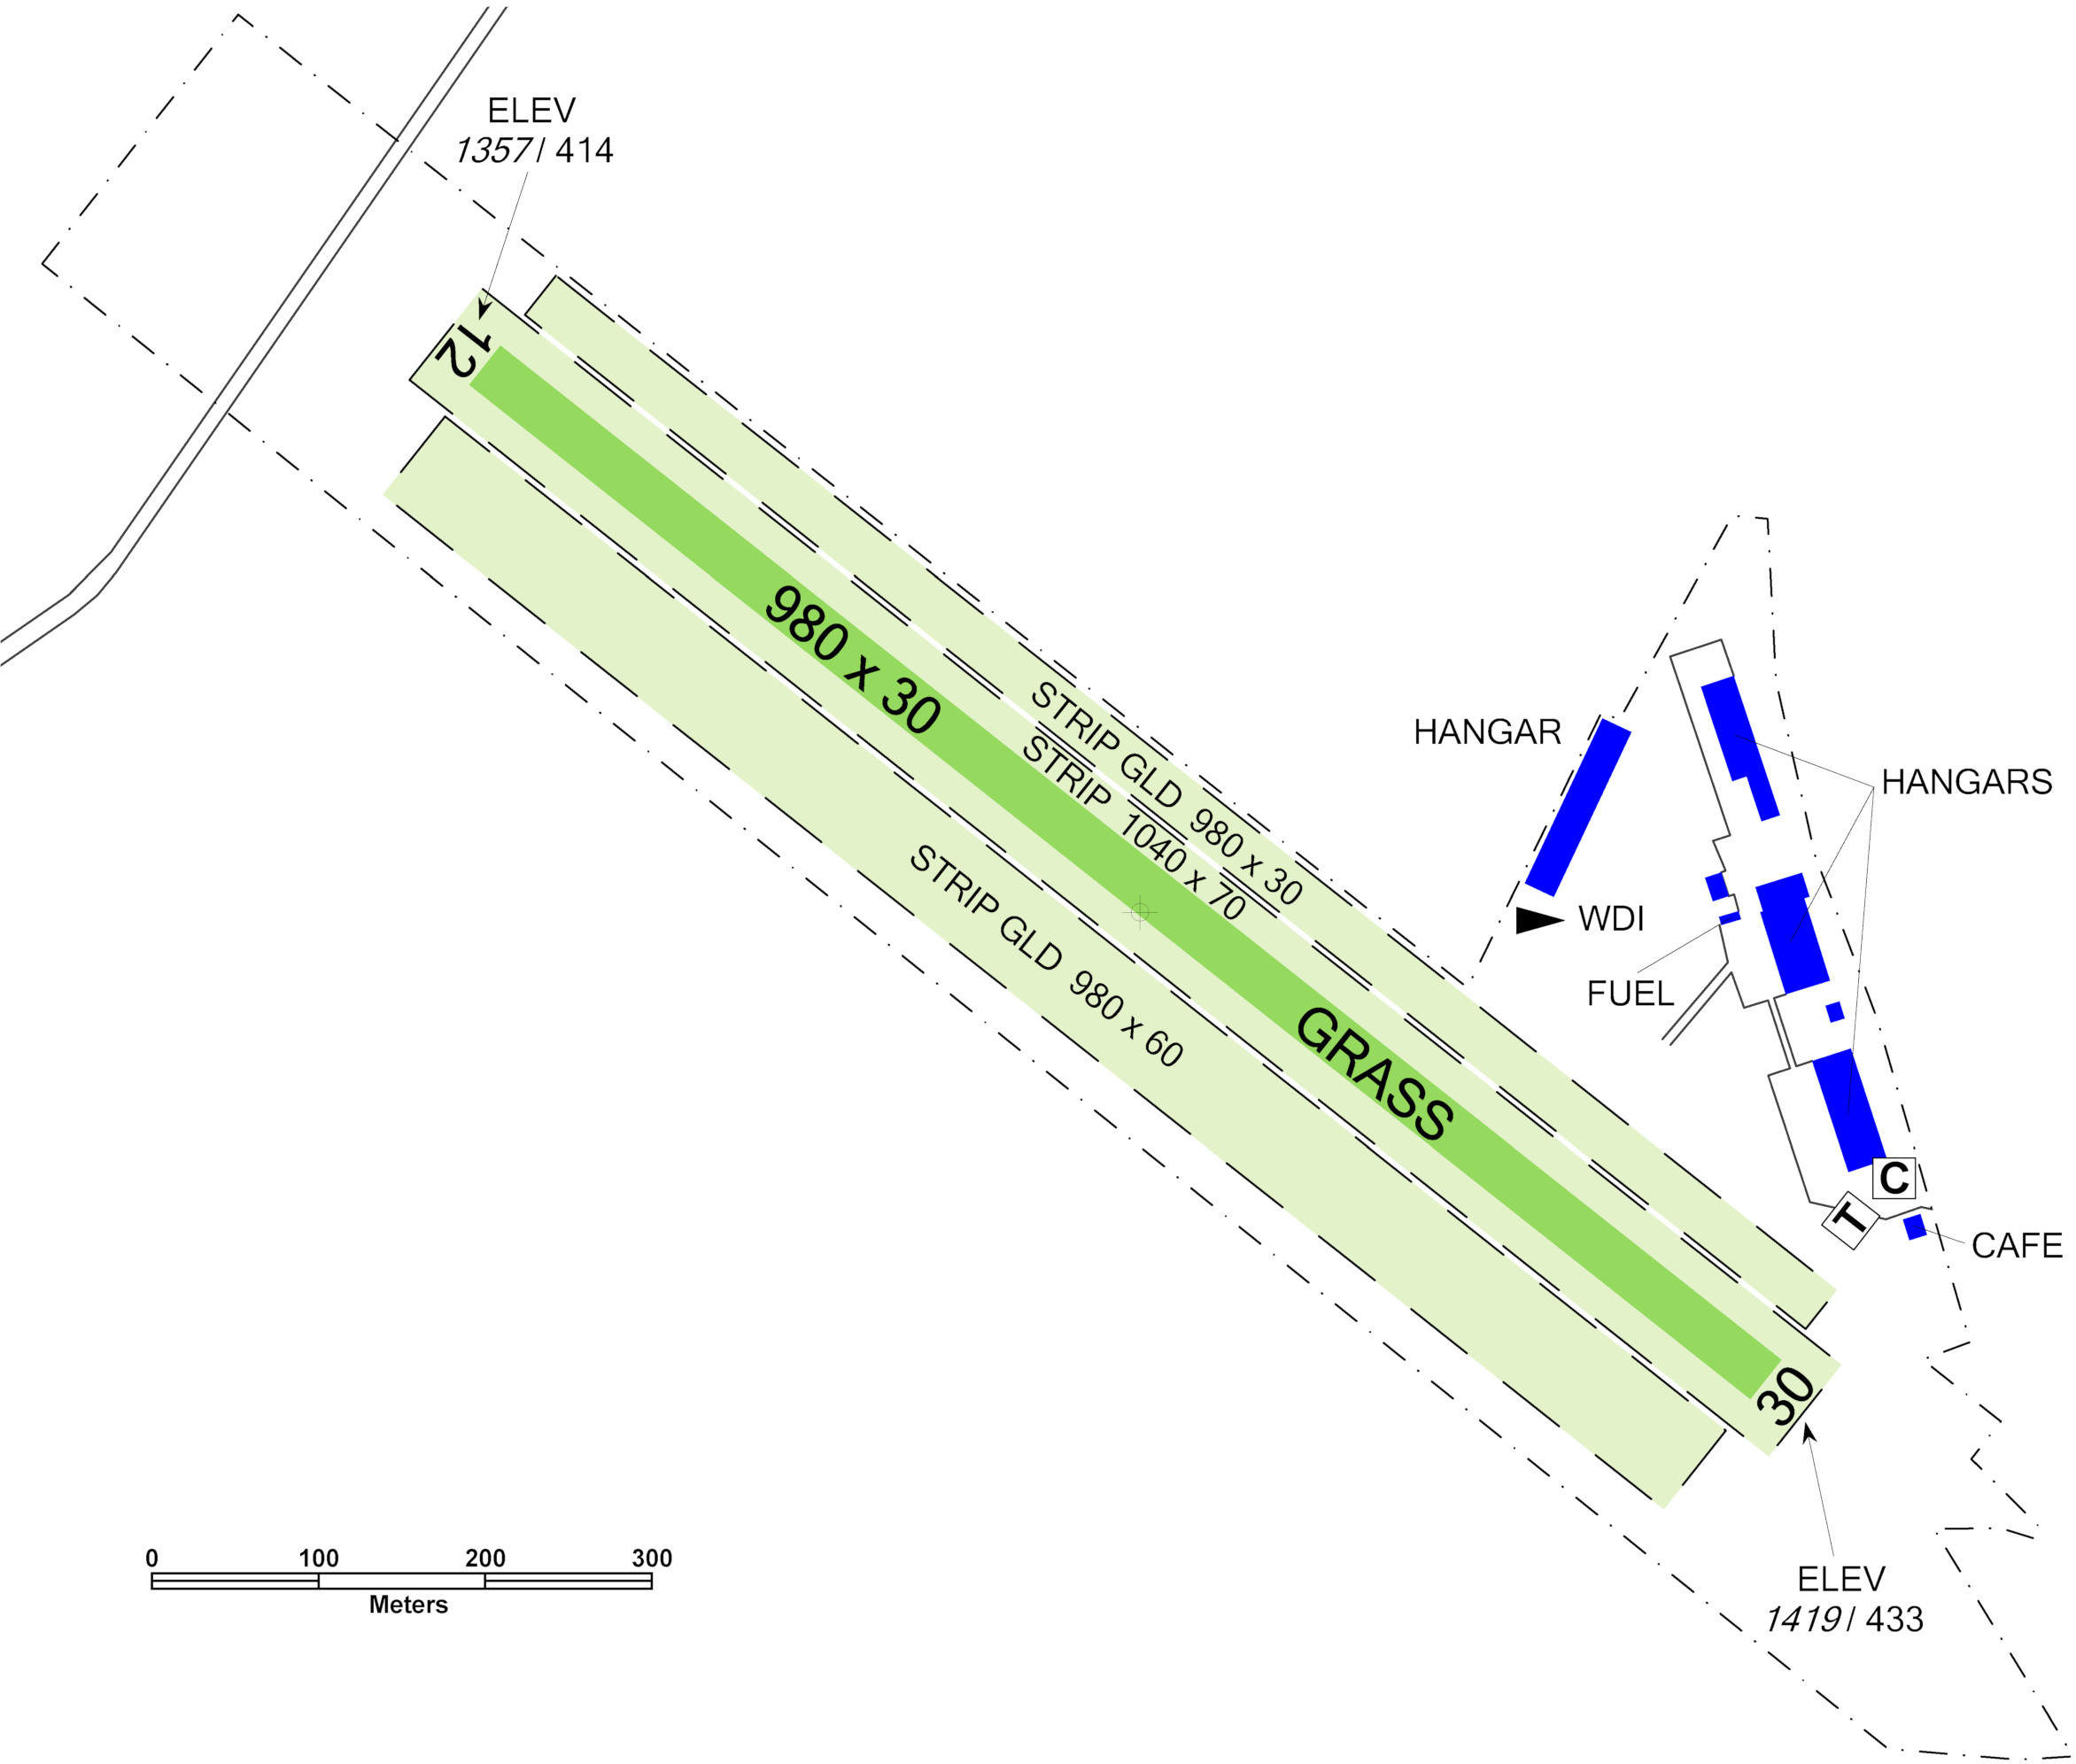 ELEV
1357 / 414
12
980 x 30
STRIP GLD 980 x 30
STRIP 1040 x 70
STRIP GLD 980 x 60
GRASS
HANGAR
HANGARS
WDI
FUEL
C
T
CAFE
30
ELEV
1419 / 433
0 100 200 300
Meters